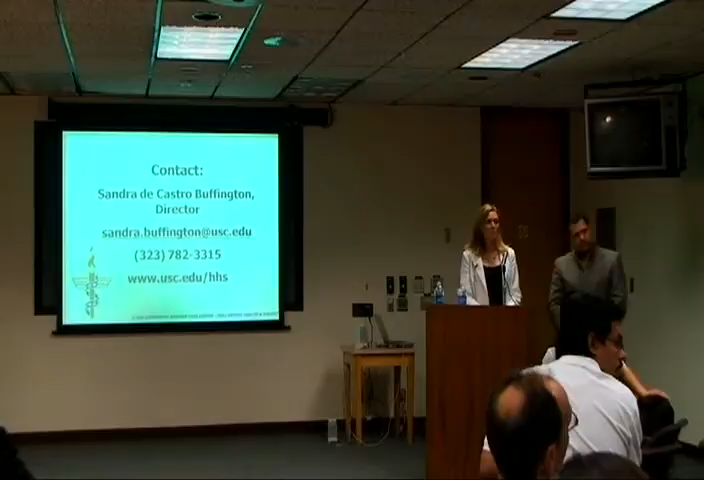 Contact:
Sandra de Castro Buffington,
Director
sandra.buffington@usc.edu
(323) 782-3315
www.usc.edu/hhs